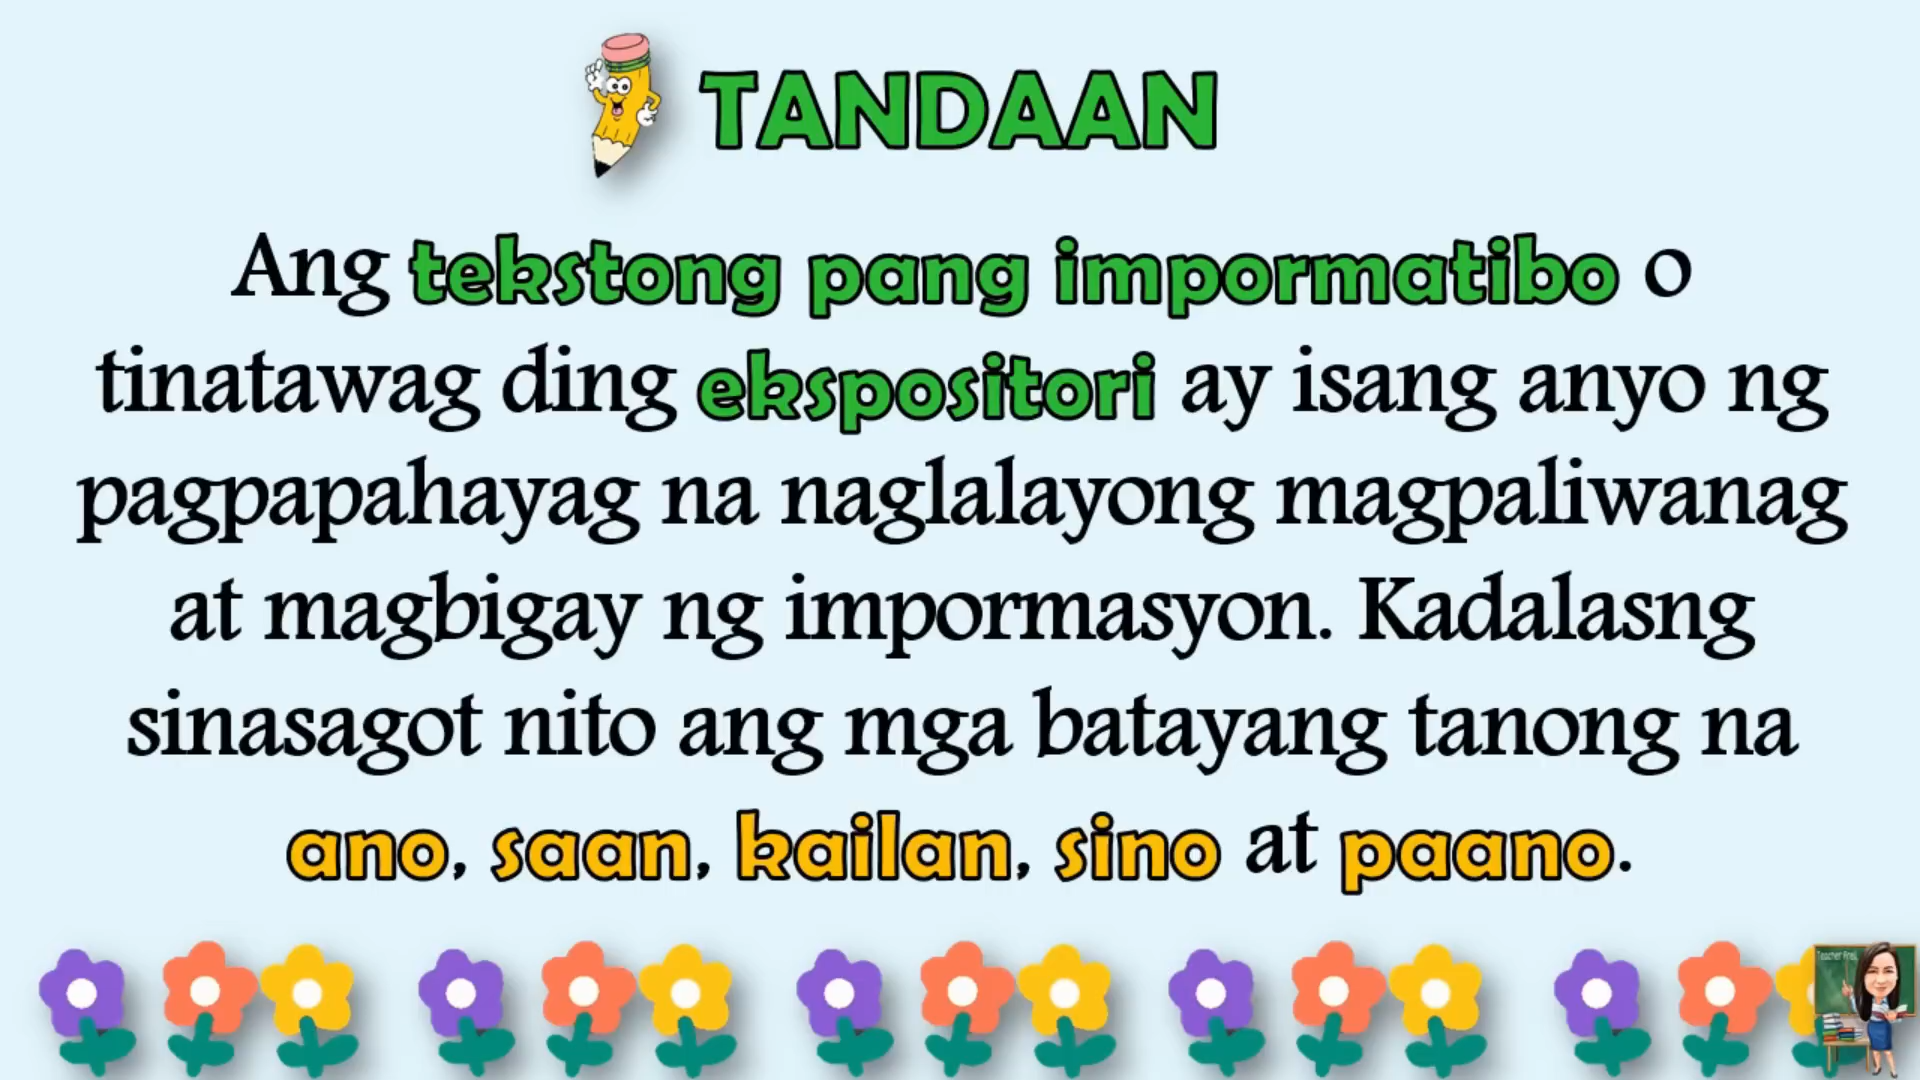 TANDAAN
Ang tekstong pang impormatibo o
tinatawag ding ekspositori ay isang anyo ng
pagpapahayag na naglalayong magpaliwanag
at magbigay ng impormasyon. Kadalasng
sinasagot nito ang mga batayang tanong na
ano, saan, kailan, sino at paano.
Teacher